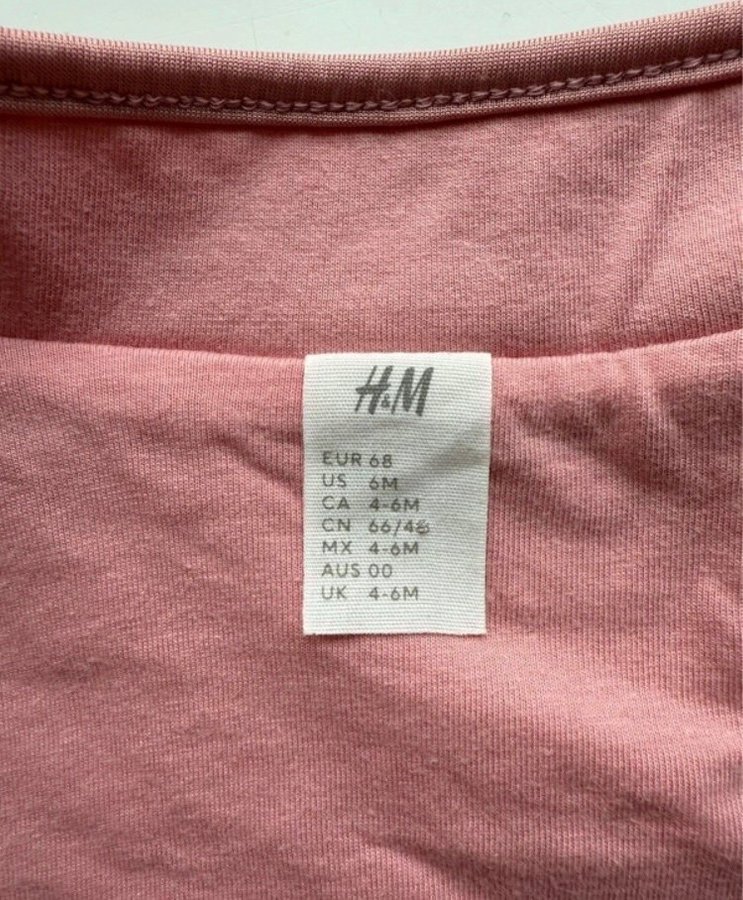 H&M
EUR 68
US 6M
CA 4-6M
CN 66/48
MX 4-6M
AUS 00
UK 4-6M